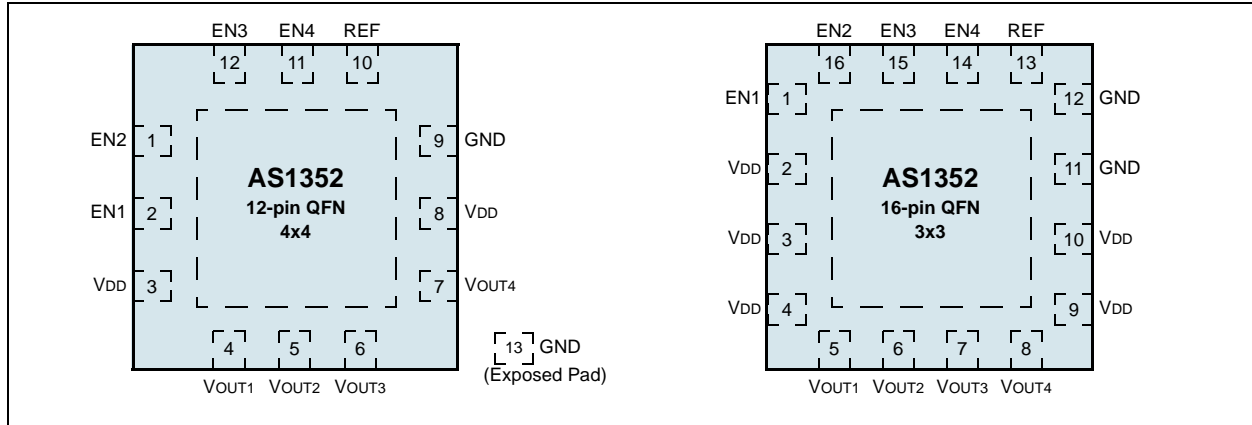 EN3 EN4 REF
12 11 10
EN2 1
9 GND
AS1352
12-pin QFN
4x4
EN1 2
8 VDD
VDD 3
7 VOUT4
4 5 6
VOUT1 VOUT2 VOUT3
13 GND
(Exposed Pad)
EN2 EN3 EN4 REF
16 15 14 13
EN1 1
12 GND
VDD 2
11 GND
AS1352
16-pin QFN
3x3
VDD 3
10 VDD
VDD 4
9 VDD
5 6 7 8
VOUT1 VOUT2 VOUT3 VOUT4